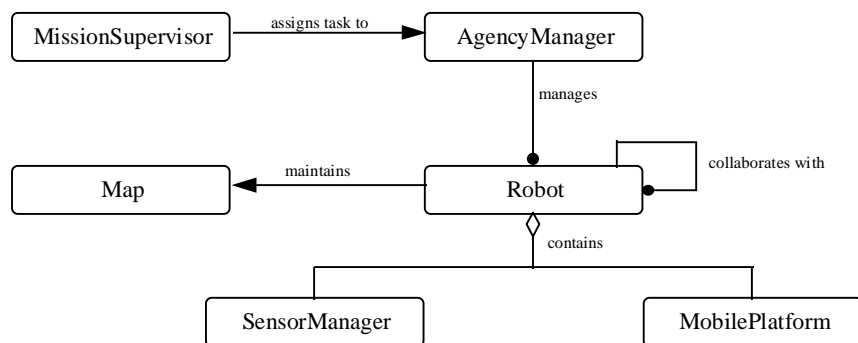 MissionSupervisor
assigns task to
AgencyManager
manages
collaborates with
Map
maintains
Robot
contains
SensorManager
MobilePlatform